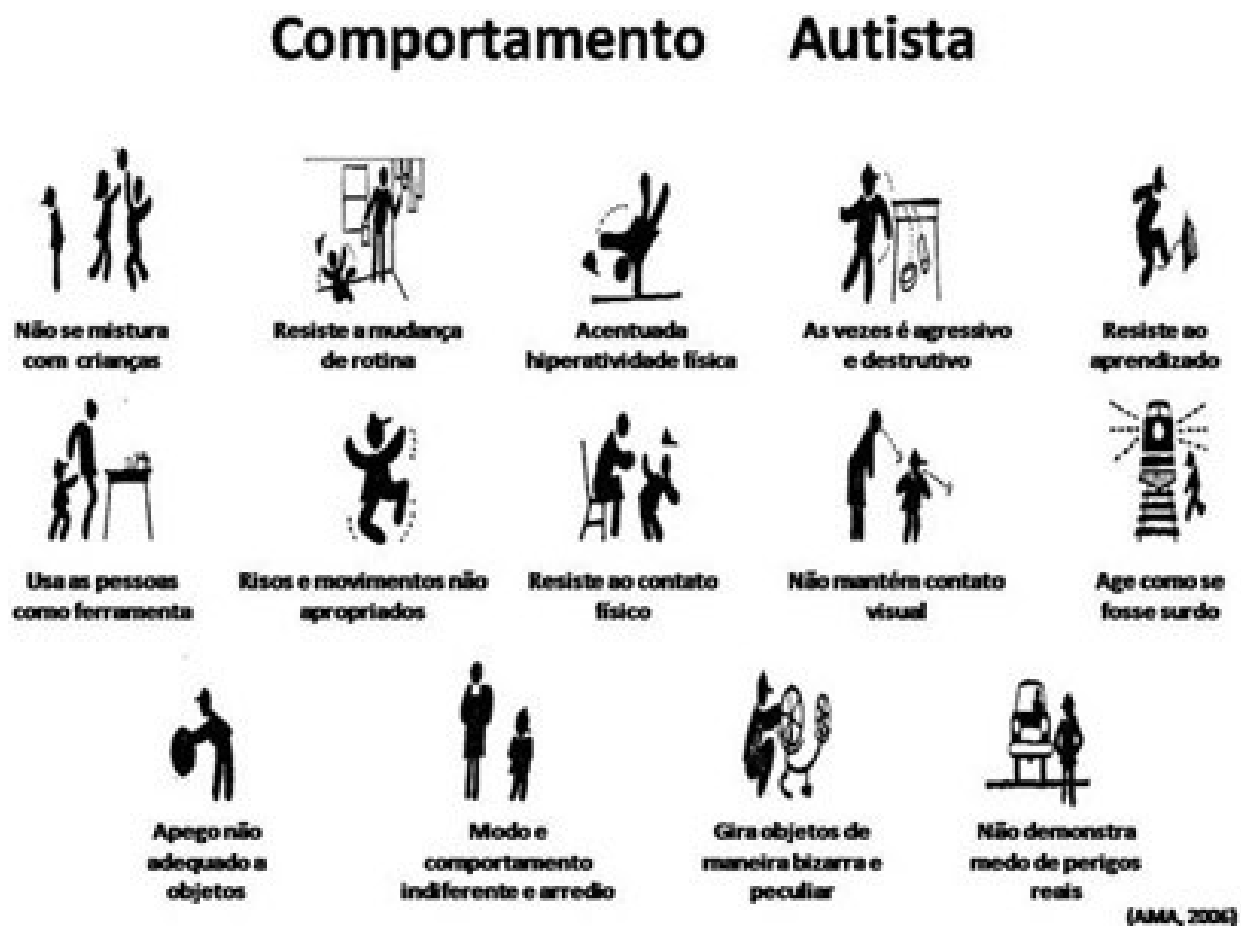 Comportamento Autista
Não se mistura
com crianças
Resiste a mudança
de rotina
Acentuada
hiperatividade física
As vezes é agressivo
e destrutivo
Resiste ao
aprendizado
Usa as pessoas
como ferramenta
Risos e movimentos não
apropriados
Resiste ao contato
físico
Não mantém contato
visual
Age como se
fosse surdo
Apego não
adequado a
objetos
Modo e
comportamento
indiferente e arredio
Gira objetos de
maneira bizarra e
peculiar
Não demonstra
medo de perigos
reais
(AMA, 2006)